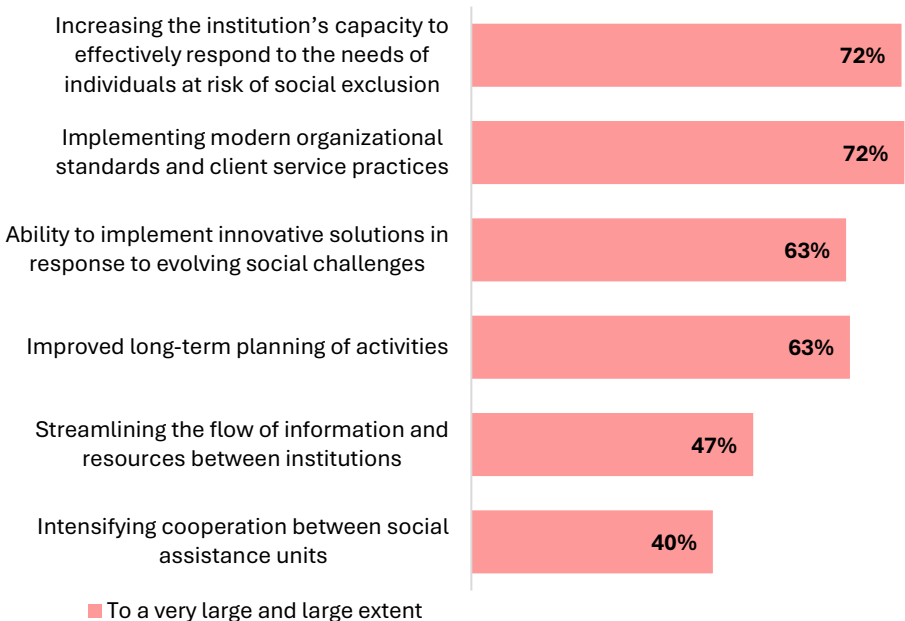 Increasing the institution’s capacity to
effectively respond to the needs of
individuals at risk of social exclusion
72%
Implementing modern organizational
standards and client service practices
72%
Ability to implement innovative solutions in
response to evolving social challenges
63%
Improved long-term planning of activities
63%
Streamlining the flow of information and
resources between institutions
47%
Intensifying cooperation between social
assistance units
40%
To a very large and large extent